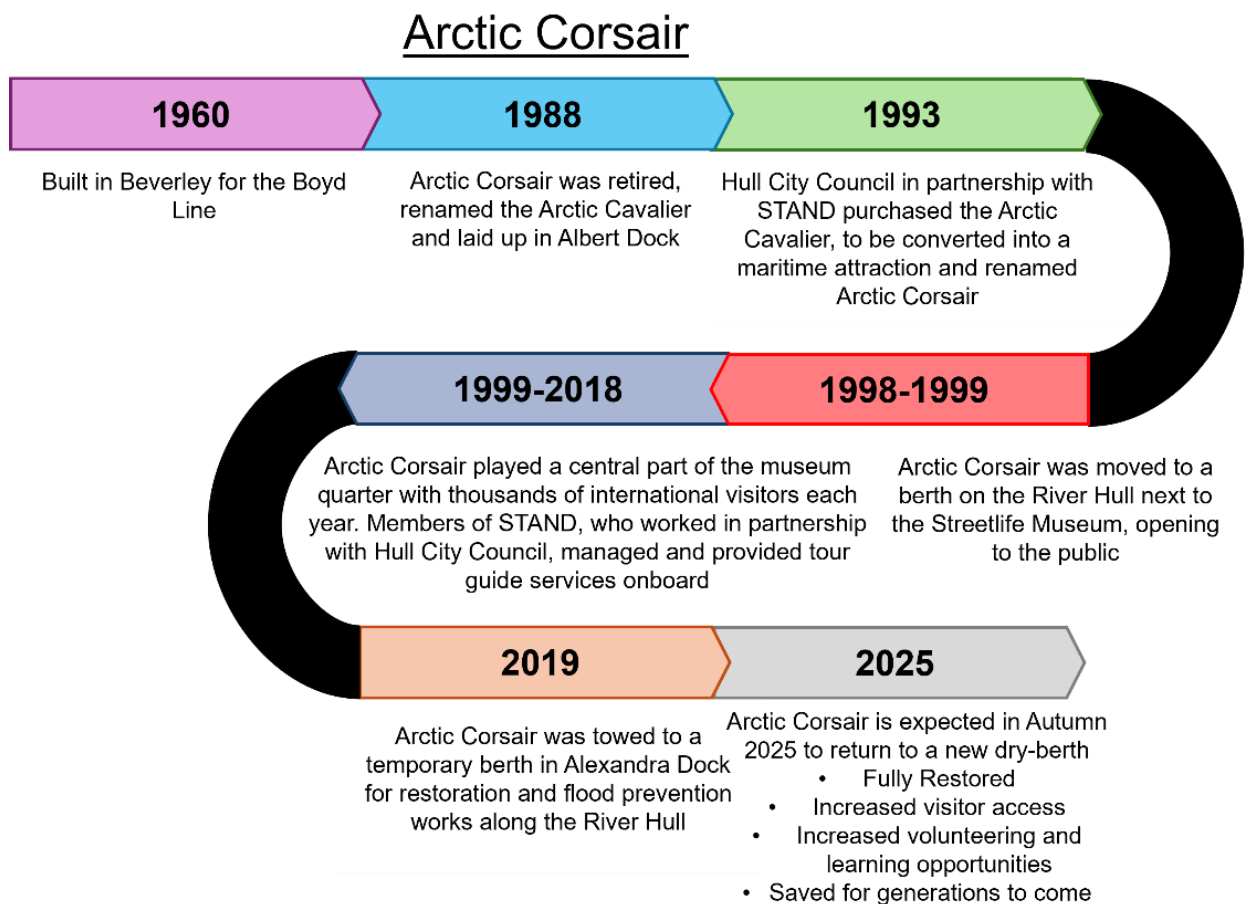 Arctic Corsair
1960
Built in Beverley for the Boyd
Line
1988
Arctic Corsair was retired,
renamed the Arctic Cavalier
and laid up in Albert Dock
1993
Hull City Council in partnership with
STAND purchased the Arctic
Cavalier, to be converted into a
maritime attraction and renamed
Arctic Corsair
1998-1999
Arctic Corsair was moved to a
berth on the River Hull next to
the Streetlife Museum, opening
to the public
1999-2018
Arctic Corsair played a central part of the museum
quarter with thousands of international visitors each
year. Members of STAND, who worked in partnership
with Hull City Council, managed and provided tour
guide services onboard
2019
Arctic Corsair was towed to a
temporary berth in Alexandra Dock
for restoration and flood prevention
works along the River Hull
2025
Arctic Corsair is expected in Autumn
2025 to return to a new dry-berth
• Fully Restored
• Increased visitor access
• Increased volunteering and
learning opportunities
• Saved for generations to come